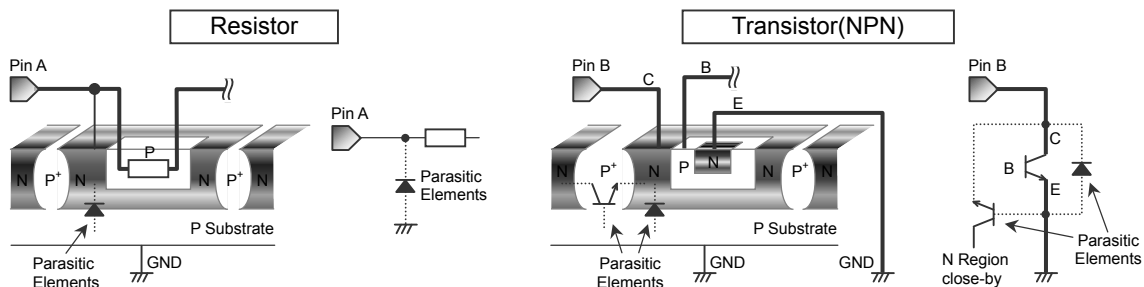 Resistor
Transistor(NPN)
Pin A
P
N
P+
N
N
P+
N
P Substrate
Parasitic
Elements
GND
Pin A
Parasitic
Elements
Pin B
C
B
E
N
P+
N
P
N
N
P+
N
P Substrate
Parasitic
Elements
GND
GND
Pin B
C
B
E
Parasitic
Elements
N Region
close-by